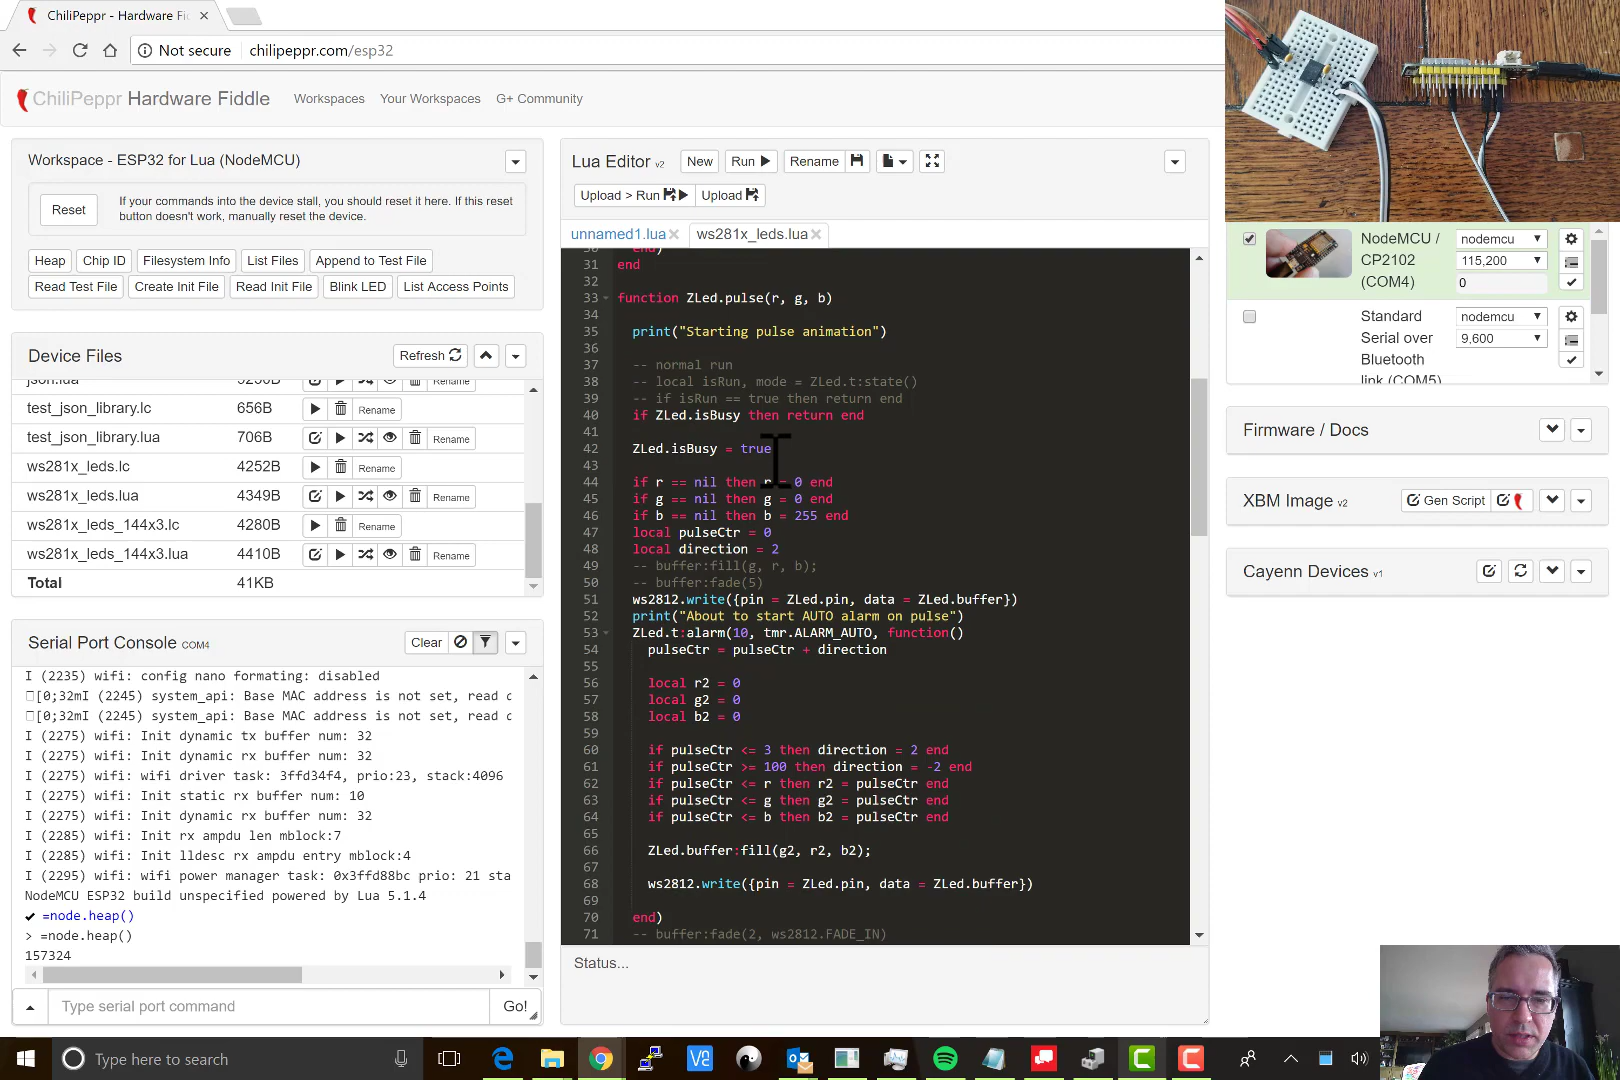 ChiliPeppr - Hardware Fi
Not secure
chilipeppr.com/esp32
ChiliPeppr Hardware Fiddle
Workspaces
Your Workspaces
G+ Community
Workspace - ESP32 for Lua (NodeMCU)
Reset
If your commands into the device stall, you should reset it here. If this reset
button doesn't work, manually reset the device.
Heap
Chip ID
Filesystem Info
List Files
Append to Test File
Read Test File
Create Init File
Read Init File
Blink LED
List Access Points
Device Files
Refresh
json.lua
Rename
test_json_library.lc 656B Rename
test_json_library.lua 706B Rename
ws281x_leds.lc 4252B Rename
ws281x_leds.lua 4349B Rename
ws281x_leds_144x3.lc 4280B Rename
ws281x_leds_144x3.lua 4410B Rename
Total 41KB
Serial Port Console COM4
Clear
I (2235) wifi: config nano formating: disabled
[0;32mI (2245) system_api: Base MAC address is not set, read
[0;32mI (2245) system_api: Base MAC address is not set, read
I (2275) wifi: Init dynamic tx buffer num: 32
I (2275) wifi: Init dynamic rx buffer num: 32
I (2275) wifi: wifi driver task: 3ffd34f4, prio:23, stack:4096
I (2275) wifi: Init static rx buffer num: 10
I (2275) wifi: Init dynamic rx buffer num: 32
I (2285) wifi: Init rx ampdu len mblock:7
I (2285) wifi: Init lldesc rx ampdu entry mblock:4
I (2295) wifi: wifi power manager task: 0x3ffd88bc prio: 21 sta
NodeMCU ESP32 build unspecified powered by Lua 5.1.4
=node.heap()
> =node.heap()
157324
Type serial port command
Go!
Lua Editor v2
New
Run
Rename
Upload > Run
Upload
unnamed1.lua
ws281x_leds.lua
30 end)
31 end
32
33 function ZLed.pulse(r, g, b)
34
35 print("Starting pulse animation")
36
37 -- normal run
38 -- local isRun, mode = ZLed.t:state()
39 -- if isRun == true then return end
40 if ZLed.isBusy then return end
41
42 ZLed.isBusy = true
43
44 if r == nil then r = 0 end
45 if g == nil then g = 0 end
46 if b == nil then b = 255 end
47 local pulseCtr = 0
48 local direction = 2
49 -- buffer:fill(g, r, b);
50 -- buffer:fade(5)
51 ws2812.write({pin = ZLed.pin, data = ZLed.buffer})
52 print("About to start AUTO alarm on pulse")
53 ZLed.t:alarm(10, tmr.ALARM_AUTO, function()
54 pulseCtr = pulseCtr + direction
55
56 local r2 = 0
57 local g2 = 0
58 local b2 = 0
59
60 if pulseCtr <= 3 then direction = 2 end
61 if pulseCtr >= 100 then direction = -2 end
62 if pulseCtr <= r then r2 = pulseCtr end
63 if pulseCtr <= g then g2 = pulseCtr end
64 if pulseCtr <= b then b2 = pulseCtr end
65
66 ZLed.buffer:fill(g2, r2, b2);
67
68 ws2812.write({pin = ZLed.pin, data = ZLed.buffer})
69
70 end)
71 -- buffer:fade(2, ws2812.FADE_IN)
Status...
NodeMCU /
CP2102
(COM4)
nodemcu
115,200
0
Standard
Serial over
Bluetooth
link (COM5)
nodemcu
9,600
Firmware / Docs
XBM Image v2
Gen Script
Cayenn Devices v1
Type here to search